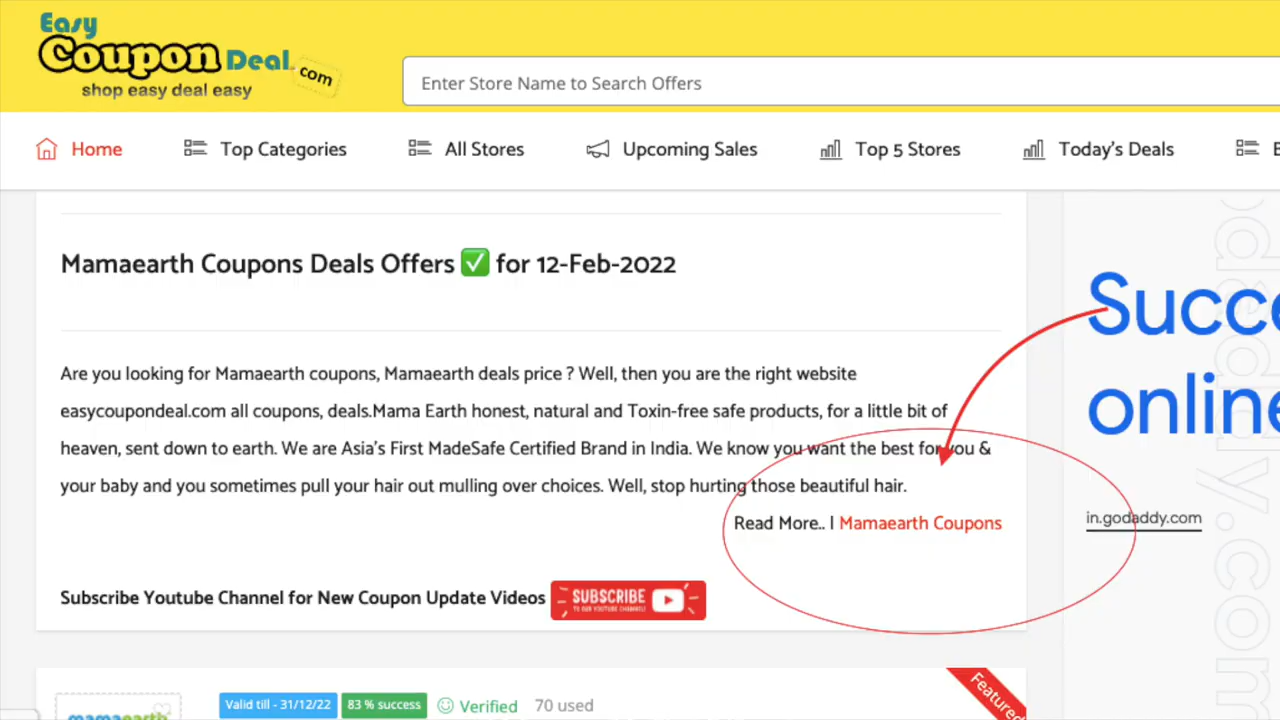 Easy
Coupon Deal .com
shop easy deal easy
Enter Store Name to Search Offers
Home Top Categories All Stores Upcoming Sales Top 5 Stores Today's Deals
Mamaearth Coupons Deals Offers ✅ for 12-Feb-2022
Are you looking for Mamaearth coupons, Mamaearth deals price ? Well, then you are the right website
easycoupondeal.com all coupons, deals.Mama Earth honest, natural and Toxin-free safe products, for a little bit of
heaven, sent down to earth. We are Asia's First MadeSafe Certified Brand in India. We know you want the best for you &
your baby and you sometimes pull your hair out mulling over choices. Well, stop hurting those beautiful hair.
Read More.. | Mamaearth Coupons
Subscribe Youtube Channel for New Coupon Update Videos SUBSCRIBE
TO OUR YOUTUBE CHANNEL
Succe
online
in.godaddy.com
godaddy.com
Valid till - 31/12/22 83 % success Verified 70 used
Featured
mamaearth